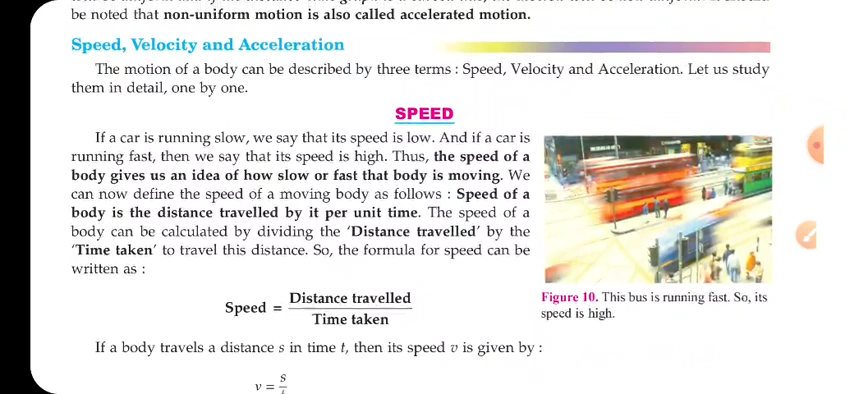 be noted that non-uniform motion is also called accelerated motion.
Speed, Velocity and Acceleration
The motion of a body can be described by three terms : Speed, Velocity and Acceleration. Let us study
them in detail, one by one.
SPEED
If a car is running slow, we say that its speed is low. And if a car is
running fast, then we say that its speed is high. Thus, the speed of a
body gives us an idea of how slow or fast that body is moving. We
can now define the speed of a moving body as follows : Speed of a
body is the distance travelled by it per unit time. The speed of a
body can be calculated by dividing the ‘Distance travelled’ by the
‘Time taken’ to travel this distance. So, the formula for speed can be
written as :
Speed = Distance travelled
Time taken
Figure 10. This bus is running fast. So, its
speed is high.
If a body travels a distance s in time t, then its speed v is given by :
v = s